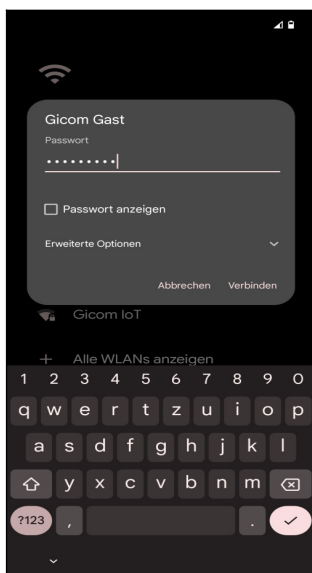 Gicom Gast
Passwort
•••••••••
Passwort anzeigen
Erweiterte Optionen
Abbrechen Verbinden
Gicom IoT
+ Alle WLANs anzeigen
1 2 3 4 5 6 7 8 9 0
q w e r t z u i o p
a s d f g h j k l
y x c v b n m
?123 , .